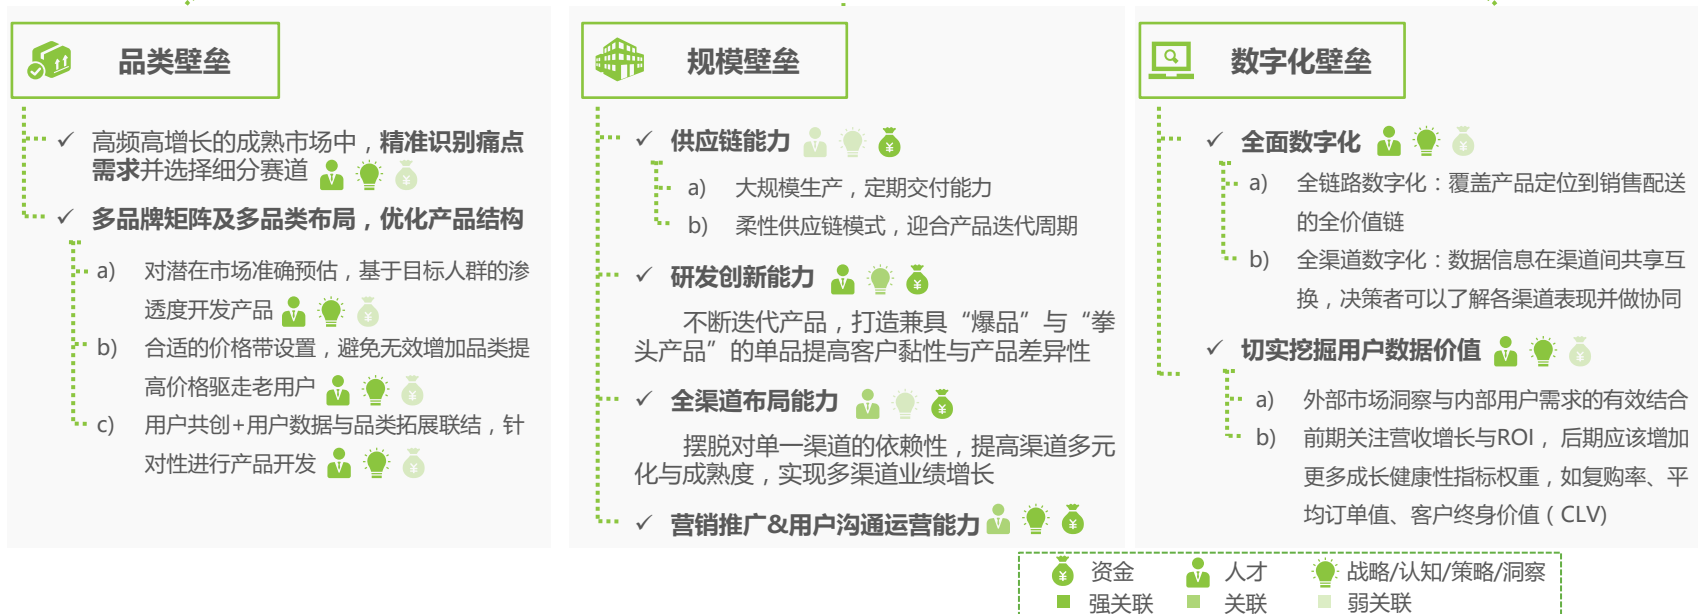 品类壁垒
高频高增长的成熟市场中，精准识别痛点
需求并选择细分赛道
多品牌矩阵及多品类布局，优化产品结构
a) 对潜在市场准确预估，基于目标人群的渗
透度开发产品
b) 合适的价格带设置，避免无效增加品类提
高价格驱走老用户
c) 用户共创+用户数据与品类拓展联结，针
对性进行产品开发
规模壁垒
供应链能力
a) 大规模生产，定期交付能力
b) 柔性供应链模式，迎合产品迭代周期
研发创新能力
不断迭代产品，打造兼具“爆品”与“拳
头产品”的单品提高客户黏性与产品差异性
全渠道布局能力
摆脱对单一渠道的依赖性，提高渠道多元
化与成熟度，实现多渠道业绩增长
营销推广&用户沟通运营能力
数字化壁垒
全面数字化
a) 全链路数字化：覆盖产品定位到销售配送
的全价值链
b) 全渠道数字化：数据信息在渠道间共享互
换，决策者可以了解各渠道表现并做协同
切实挖掘用户数据价值
a) 外部市场洞察与内部用户需求的有效结合
b) 前期关注营收增长与ROI，后期应该增加
更多成长健康性指标权重，如复购率、平
均订单值、客户终身价值（CLV)
资金 人才 战略/认知/策略/洞察
强关联 关联 弱关联